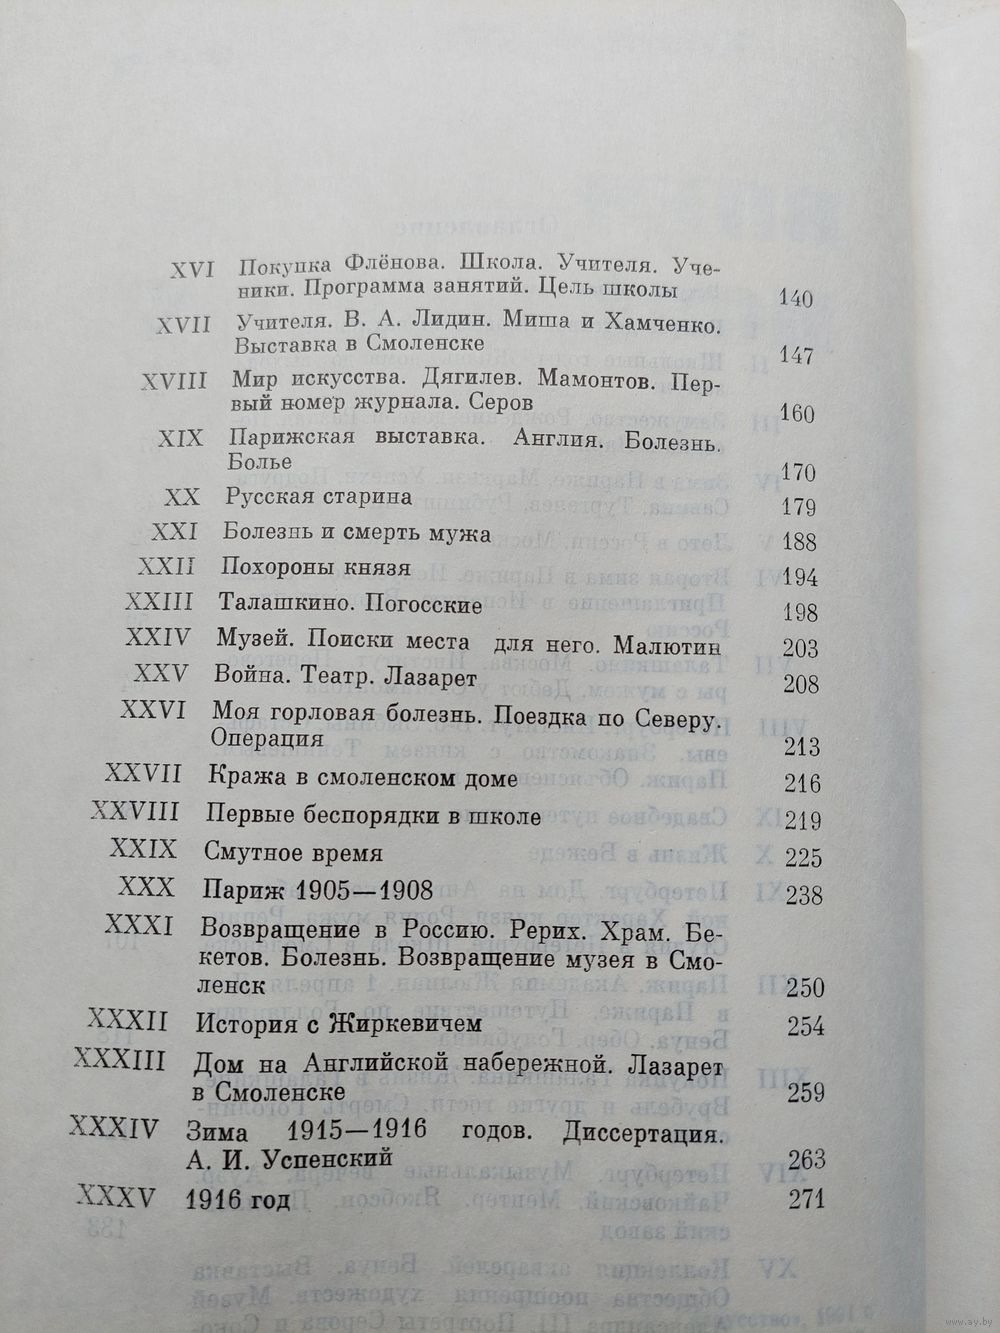 XVI Покупка Флёнова. Школа. Учителя. Уче-
ники. Программа занятий. Цель школы 140
XVII Учителя. В. А. Лидин. Миша и Хамченко.
Выставка в Смоленске 147
XVIII Мир искусства. Дягилев. Мамонтов. Пер-
вый номер журнала. Серов 160
XIX Парижская выставка. Англия. Болезнь.
Болье 170
XX Русская старина 179
XXI Болезнь и смерть мужа 188
XXII Похороны князя 194
XXIII Талашкино. Погосские 198
XXIV Музей. Поиски места для него. Малютин 203
XXV Война. Театр. Лазарет 208
XXVI Моя горловая болезнь. Поездка по Северу.
Операция 213
XXVII Кража в смоленском доме 216
XXVIII Первые беспорядки в школе 219
XXIX Смутное время 225
XXX Париж 1905—1908 238
XXXI Возвращение в Россию. Рерих. Храм. Бе-
кетов. Болезнь. Возвращение музея в Смо-
ленск 250
XXXII История с Жиркевичем 254
XXXIII Дом на Английской набережной. Лазарет
в Смоленске 259
XXXIV Зима 1915—1916 годов. Диссертация.
А. И. Успенский 263
XXXV 1916 год 271
www.ay.by